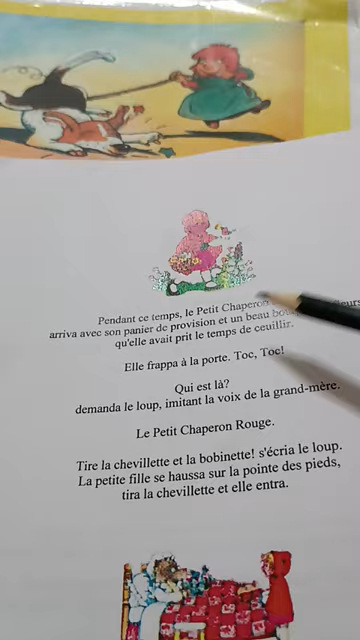 Pendant ce temps, le Petit Chaperon
arriva avec son panier de provision et un beau
qu'elle avait prit le temps de ceuillir.
Elle frappa à la porte. Toc, Toc!
Qui est là?
demanda le loup, imitant la voix de la grand-mère.
Le Petit Chaperon Rouge.
Tire la chevillette et la bobinette! s'écria le loup.
La petite fille se haussa sur la pointe des pieds,
tira la chevillette et elle entra.